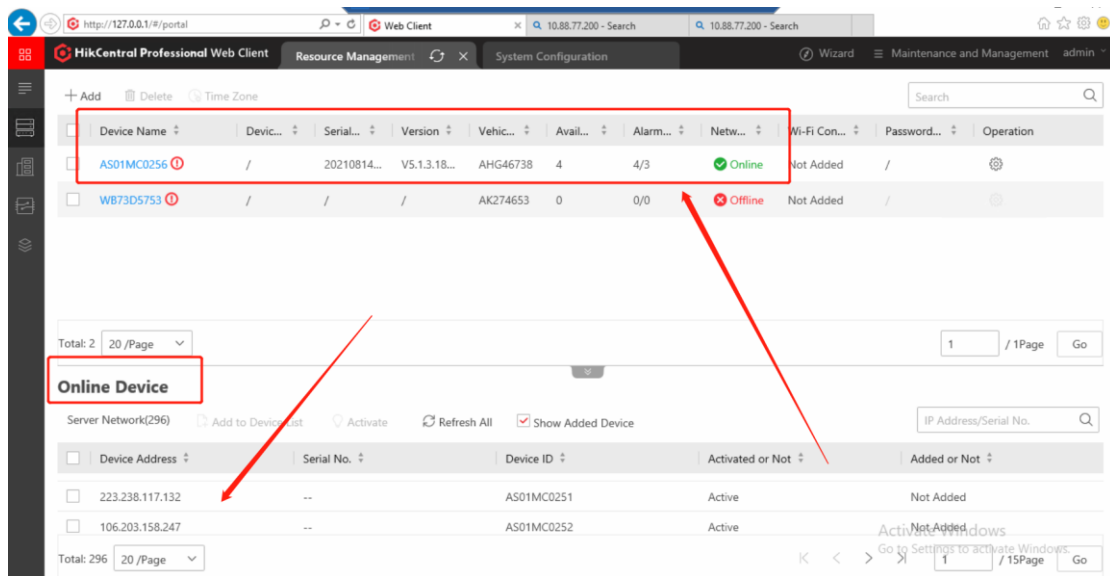 http://127.0.0.1/#/portal
Web Client
10.88.77.200 - Search
10.88.77.200 - Search
HikCentral Professional Web Client
Resource Management
System Configuration
Wizard
Maintenance and Management
admin
Add
Delete
Time Zone
Search
Device Name Devic... Serial... Version Vehic... Avail... Alarm... Netw... Wi-Fi Con... Password... Operation
AS01MC0256 / 20210814... V5.1.3.18... AHG46738 4 4/3 Online Not Added /
WB73D5753 / / / AK274653 0 0/0 Offline Not Added /
Total: 2 20 /Page 1 / 1Page Go
Online Device
Server Network(296) Add to Device List Activate Refresh All Show Added Device IP Address/Serial No.
Device Address Serial No. Device ID Activated or Not Added or Not
223.238.117.132 -- AS01MC0251 Active Not Added
106.203.158.247 -- AS01MC0252 Active Not Added
Activate Windows
Go to Settings to activate Windows.
Total: 296 20 /Page 1 / 15Page Go